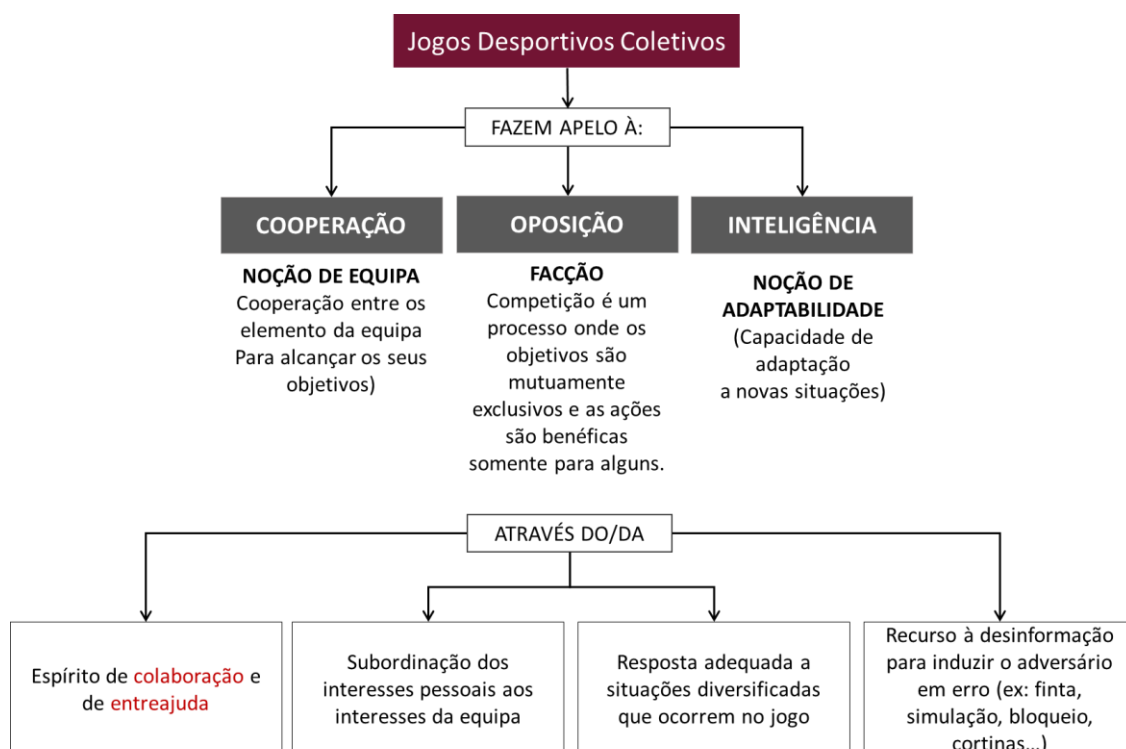 Jogos Desportivos Coletivos
FAZEM APELO À:
COOPERAÇÃO
NOÇÃO DE EQUIPA
Cooperação entre os
elemento da equipa
Para alcançar os seus
objetivos)
OPOSIÇÃO
FACÇÃO
Competição é um
processo onde os
objetivos são
mutuamente
exclusivos e as ações
são benéficas
somente para alguns.
INTELIGÊNCIA
NOÇÃO DE
ADAPTABILIDADE
(Capacidade de
adaptação
a novas situações)
ATRAVÉS DO/DA
Espírito de colaboração e
de entreajuda
Subordinação dos
interesses pessoais aos
interesses da equipa
Resposta adequada a
situações diversificadas
que ocorrem no jogo
Recurso à desinformação
para induzir o adversário
em erro (ex: finta,
simulação, bloqueio,
cortinas…)